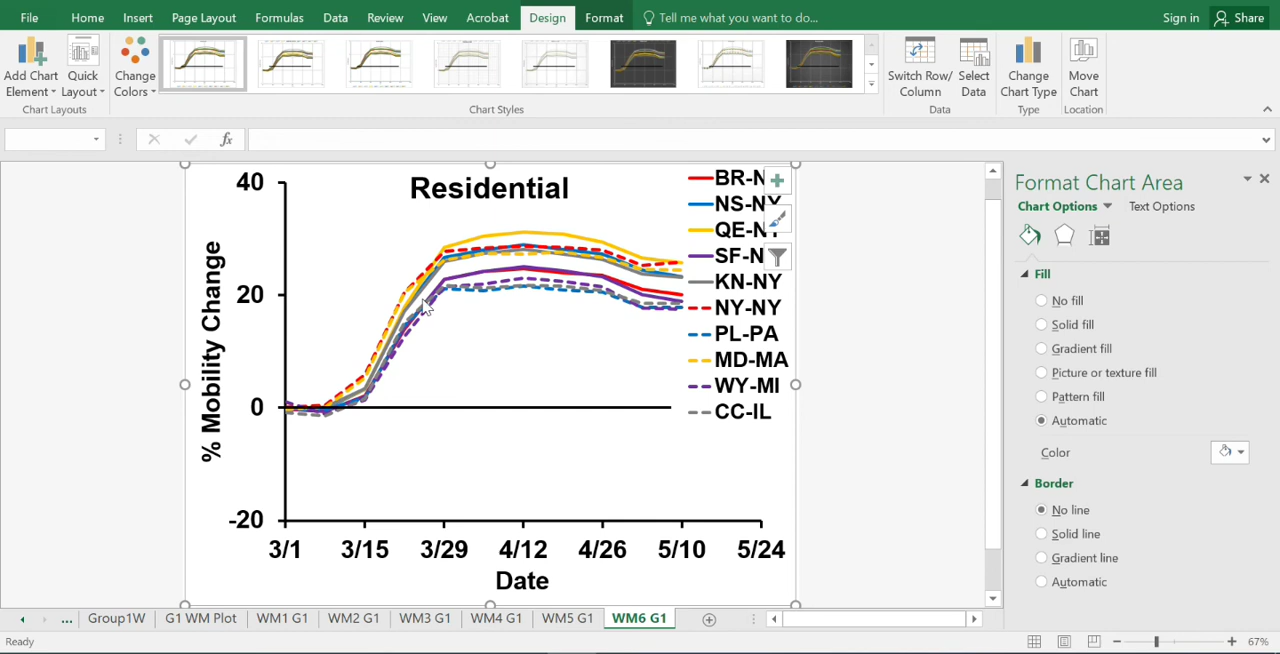 File Home Insert Page Layout Formulas Data Review View Acrobat Design Format Tell me what you want to do... Sign in Share
Add Chart Element Quick Layout Change Colors Switch Row/ Column Select Data Change Chart Type Move Chart
Chart Layouts Chart Styles Data Type Location
fx
Format Chart Area
Chart Options Text Options
Fill
No fill
Solid fill
Gradient fill
Picture or texture fill
Pattern fill
Automatic
Color
Border
No line
Solid line
Gradient line
Automatic
Residential
% Mobility Change
40
20
0
-20
3/1 3/15 3/29 4/12 4/26 5/10 5/24
Date
BR-N
NS-NY
QE-NY
SF-N
KN-NY
NY-NY
PL-PA
MD-MA
WY-MI
CC-IL
... Group1W G1 WM Plot WM1 G1 WM2 G1 WM3 G1 WM4 G1 WM5 G1 WM6 G1
Ready 67%